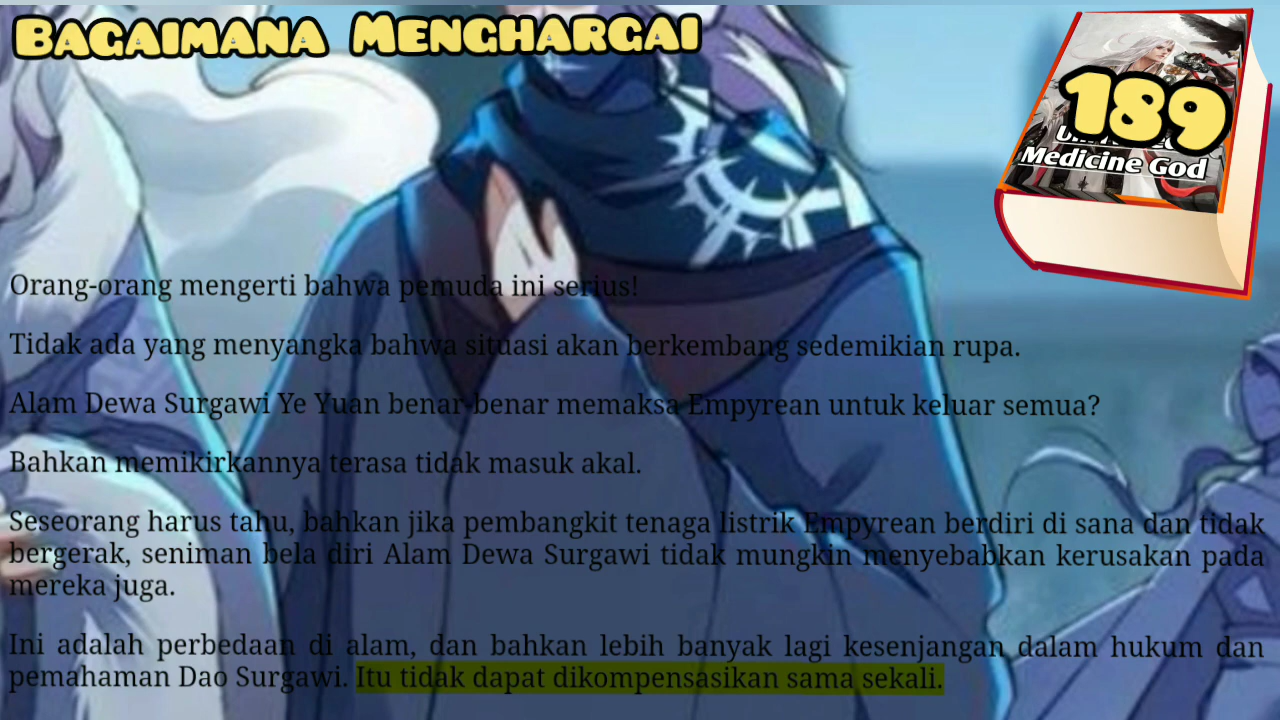 Bagaimana Menghargai
189
Medicine God
Orang-orang mengerti bahwa pemuda ini serius!
Tidak ada yang menyangka bahwa situasi akan berkembang sedemikian rupa.
Alam Dewa Surgawi Ye Yuan benar-benar memaksa Empyrean untuk keluar semua?
Bahkan memikirkannya terasa tidak masuk akal.
Seseorang harus tahu, bahkan jika pembangkit tenaga listrik Empyrean berdiri di sana dan tidak
bergerak, seniman bela diri Alam Dewa Surgawi tidak mungkin menyebabkan kerusakan pada
mereka juga.
Ini adalah perbedaan di alam, dan bahkan lebih banyak lagi kesenjangan dalam hukum dan
pemahaman Dao Surgawi. Itu tidak dapat dikompensasikan sama sekali.